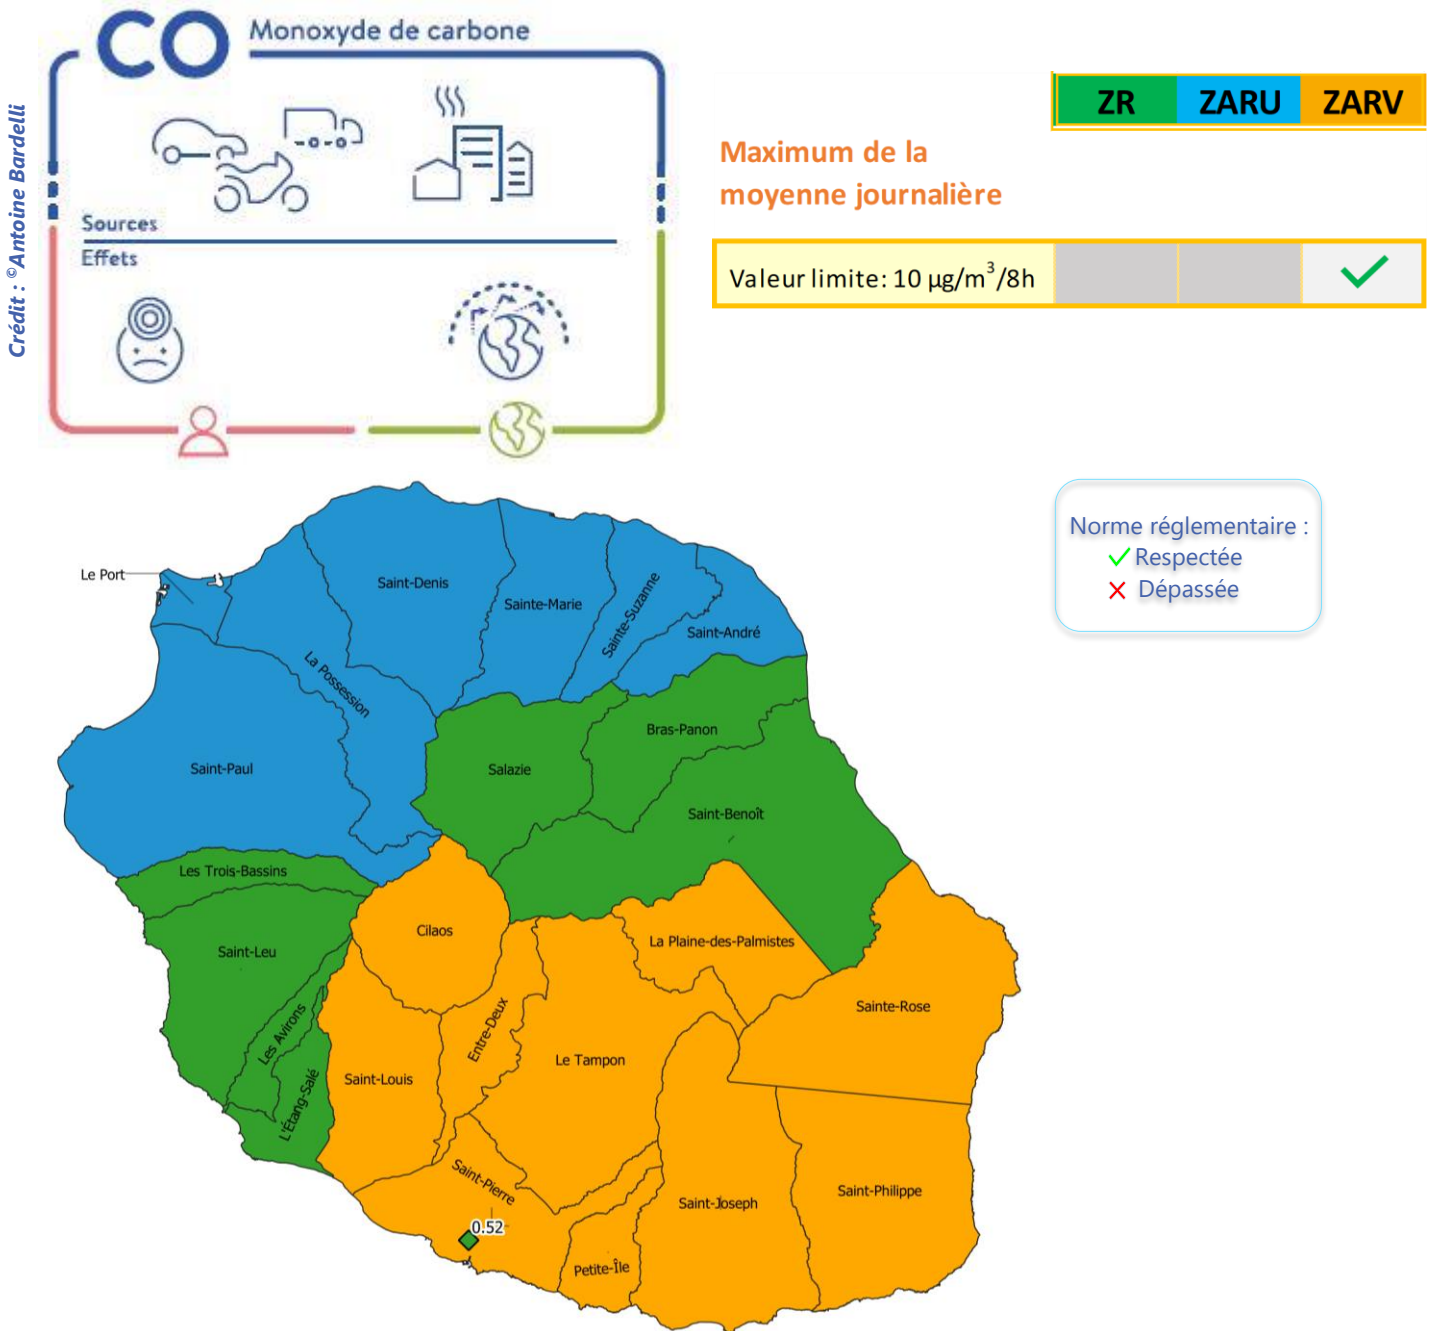 CO Monoxyde de carbone
Crédit : ©Antoine Bardelli
Sources
Effets
ZR ZARU ZARV
Maximum de la
moyenne journalière
Valeur limite: 10 µg/m³/8h
Norme réglementaire :
Respectée
Dépassée
Le Port
Saint-Denis
Sainte-Marie
Sainte-Suzanne
Saint-André
La Possession
Saint-Paul
Salazie
Bras-Panon
Saint-Benoît
Les Trois-Bassins
Saint-Leu
Cilaos
La Plaine-des-Palmistes
Sainte-Rose
Les Avirons
Entre-Deux
Le Tampon
Saint-Louis
L'Étang-Salé
Saint-Pierre
Saint-Joseph
Saint-Philippe
0.52
Petite-Île